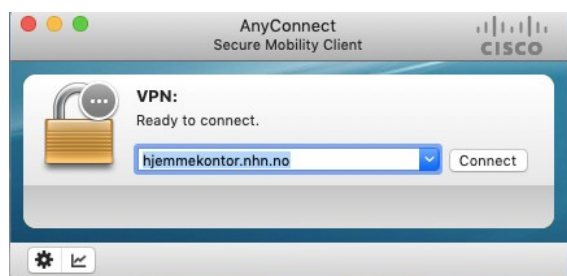 AnyConnect
Secure Mobility Client
CISCO
VPN:
Ready to connect.
hjemmekontor.nhn.no
Connect